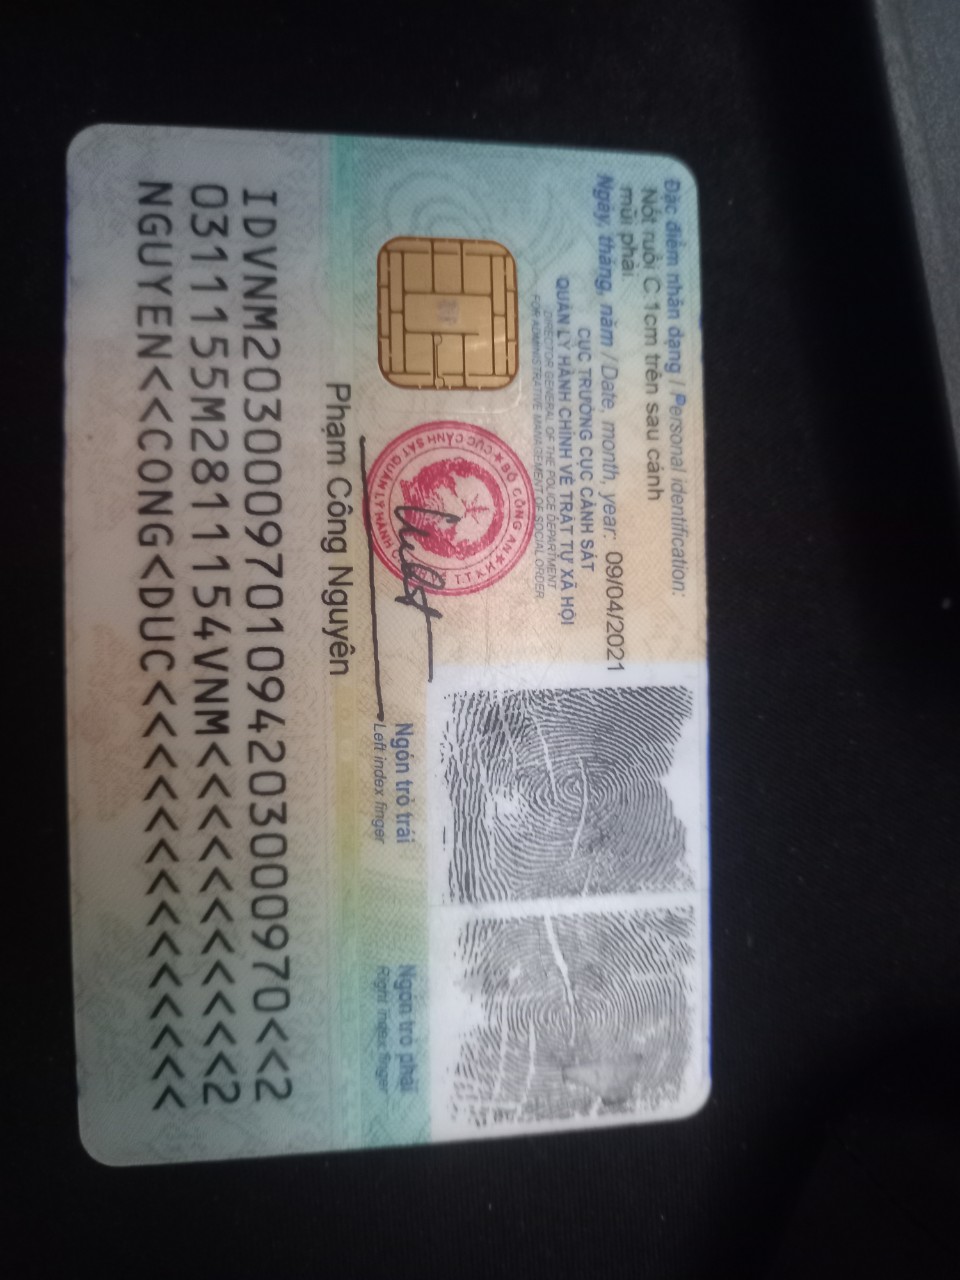 Đặc điểm nhân dạng / Personal identification:
Nốt ruồi C 1cm trên sau cánh
mũi phải
Ngày, tháng, năm / Date, month, year: 09/04/2021
CỤC TRƯỞNG CỤC CẢNH SÁT
QUẢN LÝ HÀNH CHÍNH VỀ TRẬT TỰ XÃ HỘI
DIRECTOR GENERAL OF THE POLICE DEPARTMENT
FOR ADMINISTRATIVE MANAGEMENT OF SOCIAL ORDER
BỘ CÔNG AN
CỤC CẢNH SÁT QUẢN LÝ HÀNH
Phạm Công Nguyên
Ngón trỏ trái
Left index finger
Ngón trỏ phải
Right index finger
IDVNM2030009701094203000970<<2
0311155M2811154VNM<<<<<<<<<<<2
NGUYEN<<CONG<DUC<<<<<<<<<<<<<<